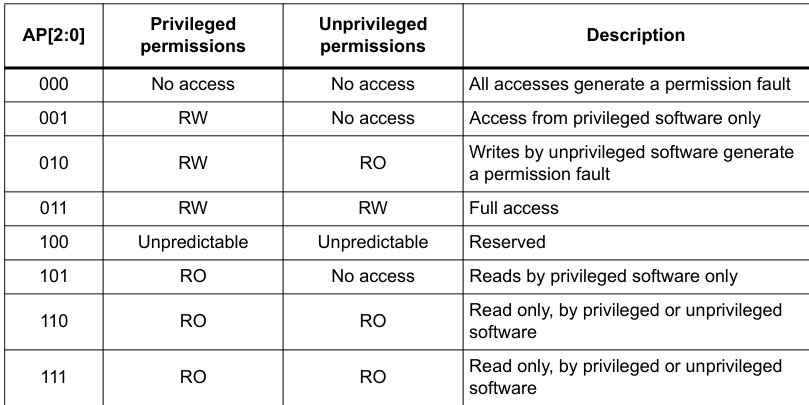 AP[2:0] Privileged permissions Unprivileged permissions Description
000 No access No access All accesses generate a permission fault
001 RW No access Access from privileged software only
010 RW RO Writes by unprivileged software generate
a permission fault
011 RW RW Full access
100 Unpredictable Unpredictable Reserved
101 RO No access Reads by privileged software only
110 RO RO Read only, by privileged or unprivileged
software
111 RO RO Read only, by privileged or unprivileged
software